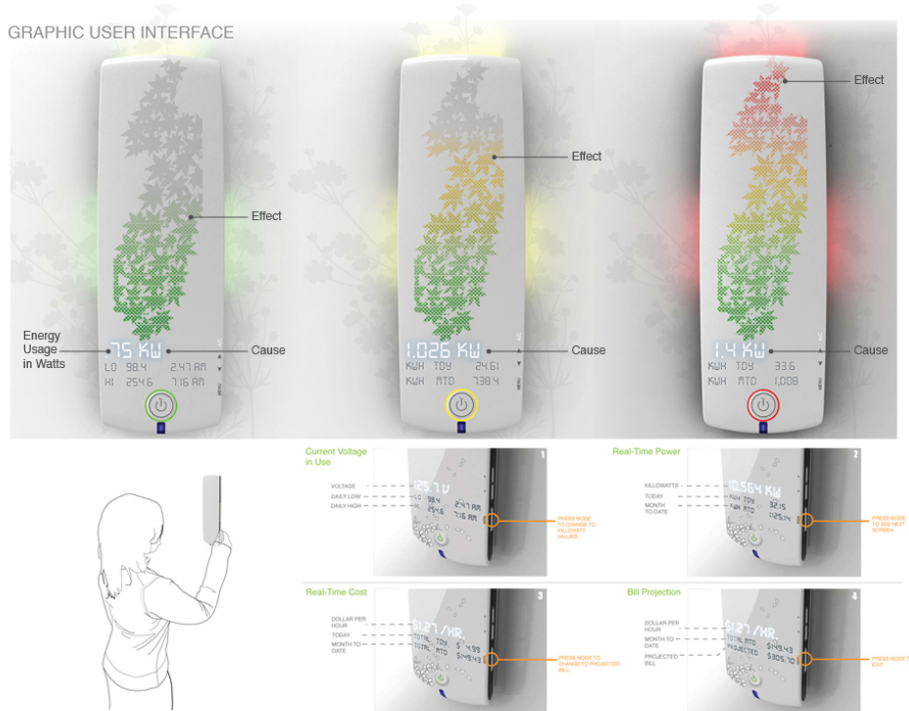 GRAPHIC USER INTERFACE
Effect
Energy
Usage
in Watts
.75 KW
Cause
LO 98.4 2.47 AM
HI 254.6 7:16 AM
MENU
Effect
1.026 KW
Cause
KWH TDY 24.61
KWH MTD 738.4
MENU
Effect
1.4 KW
Cause
KWH TDY 33.6
KWH MTD 1,008
MENU
Current Voltage
in Use
1
VOLTAGE
DAILY LOW
DAILY HIGH
125.7 V
LO 98.4 2.47 AM
HI 254.6 7:16 AM
PRESS MODE
TO CHANGE TO
KILLOWATT
VALUES
Real-Time Power
2
KILLOWATTS
TODAY
MONTH
TO DATE
10.564 KW
KWH TDY 32.15
KWH MTD 1125.14
PRESS MODE
TO SEE NEXT
SCREEN
Real-Time Cost
3
DOLLAR PER
HOUR
TODAY
MONTH TO
DATE
$1.27 /HR.
TOTAL TDY $ 4.99
TOTAL MTD $149.43
PRESS MODE TO
CHANGE TO PROJECTED
BILL
Bill Projection
4
DOLLAR PER
HOUR
MONTH TO
DATE
PROJECTED
BILL
$1.27 /HR.
TOTAL MTD $149.43
PROJECTED $305.70
PRESS MODE T
EXIT